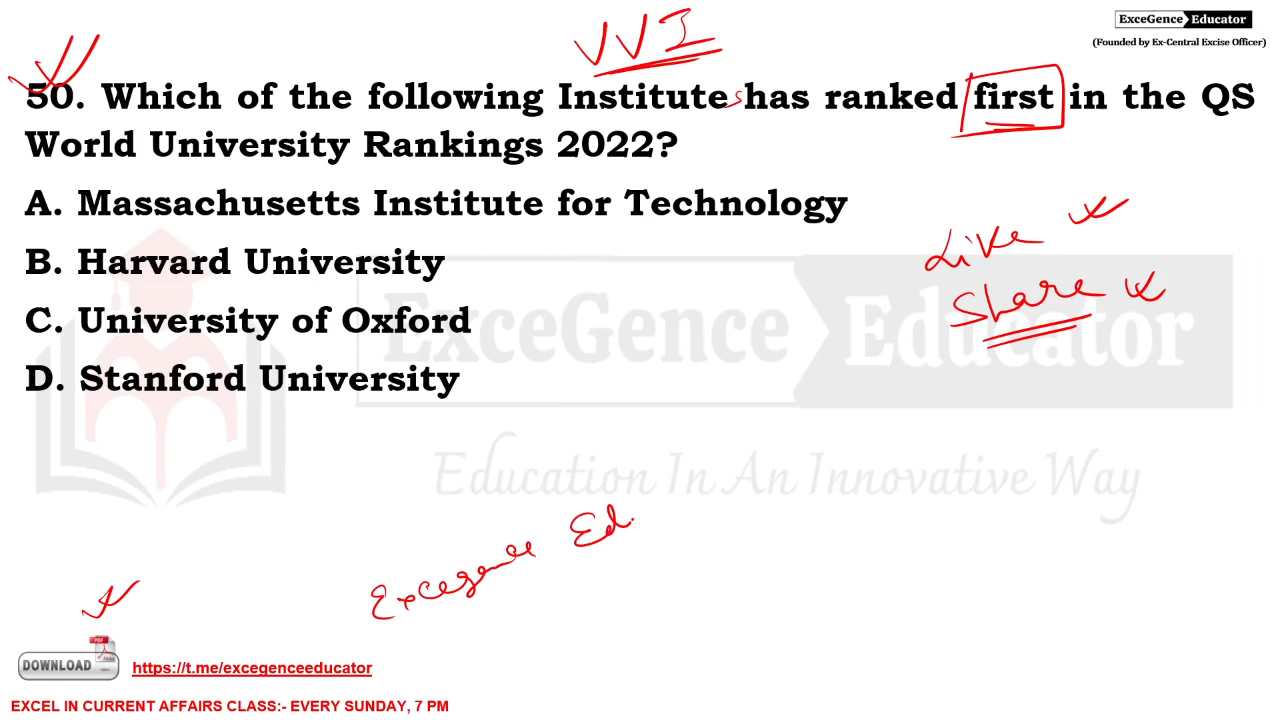 ExceGence Educator
(Founded by Ex-Central Excise Officer)
VVI
50. Which of the following Institutes has ranked first in the QS
World University Rankings 2022?
A. Massachusetts Institute for Technology
B. Harvard University
C. University of Oxford
D. Stanford University
Like
Share
ExceGence Educator
Education In An Innovative Way
Excegence Ed.
PDF
DOWNLOAD
https://t.me/excegenceeducator
EXCEL IN CURRENT AFFAIRS CLASS:- EVERY SUNDAY, 7 PM